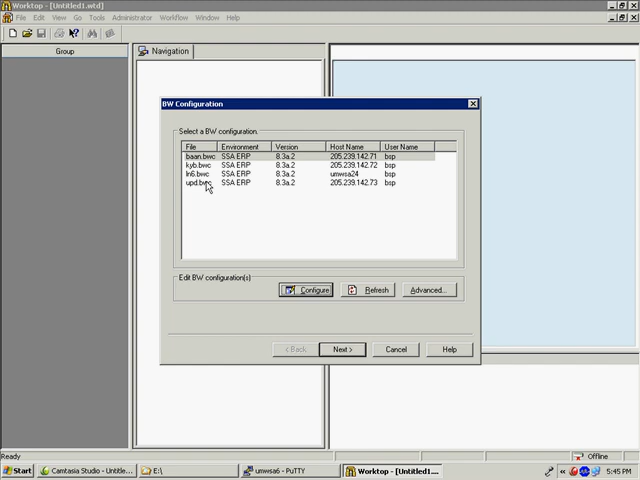 Worktop - [Untitled1.wtd]
File Edit View Go Tools Administrator Workflow Window Help
Group
Navigation
BW Configuration
Select a BW configuration.
File Environment Version Host Name User Name
baan.bwc SSA ERP 8.3a.2 205.239.142.71 bsp
kyb.bwc SSA ERP 8.3a.2 205.239.142.72 bsp
ln6.bwc SSA ERP 8.3a.2 umwsa24 bsp
upd.bwc SSA ERP 8.3a.2 205.239.142.73 bsp
Edit BW configuration(s)
Configure Refresh Advanced...
< Back Next > Cancel Help
Ready Offline
Start Camtasia Studio - Untitle... E:\ umwsa6 - PuTTY Worktop - [Untitled1.... « 5:45 PM